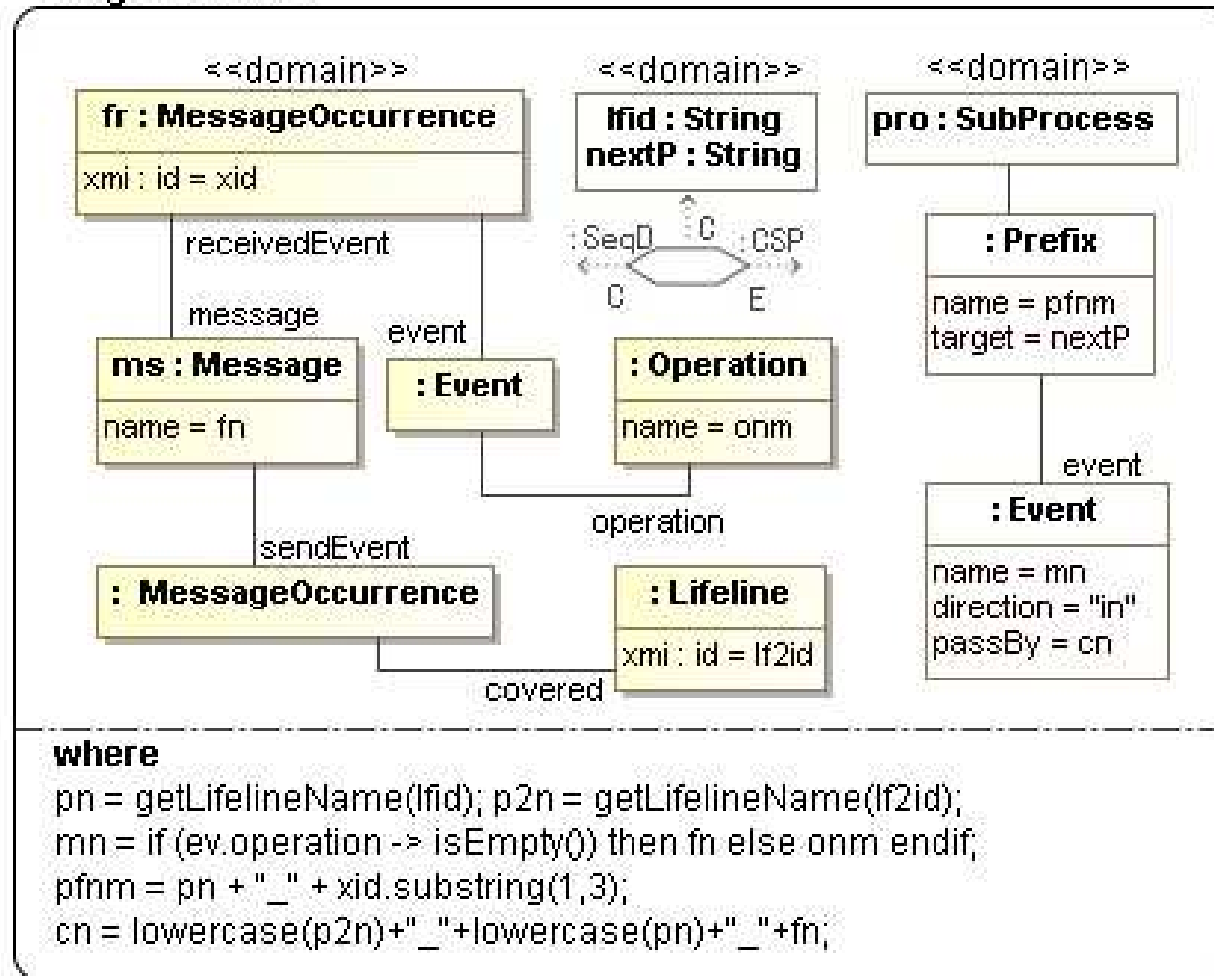 <<domain>>
fr : MessageOccurrence
xmi : id = xid
receivedEvent
message
ms : Message
name = fn
event
: Event
sendEvent
: MessageOccurrence
covered
<<domain>>
lfid : String
nextP : String
: SeqD
: C
: CSP
C
E
: Operation
name = onm
operation
: Lifeline
xmi : id = lf2id
<<domain>>
pro : SubProcess
: Prefix
name = pfnm
target = nextP
event
: Event
name = mn
direction = "in"
passBy = cn
where
pn = getLifelineName(lfid); p2n = getLifelineName(lf2id);
mn = if (ev.operation -> isEmpty()) then fn else onm endif;
pfnm = pn + "_" + xid.substring(1,3);
cn = lowercase(p2n)+"_"+lowercase(pn)+"_"+fn;